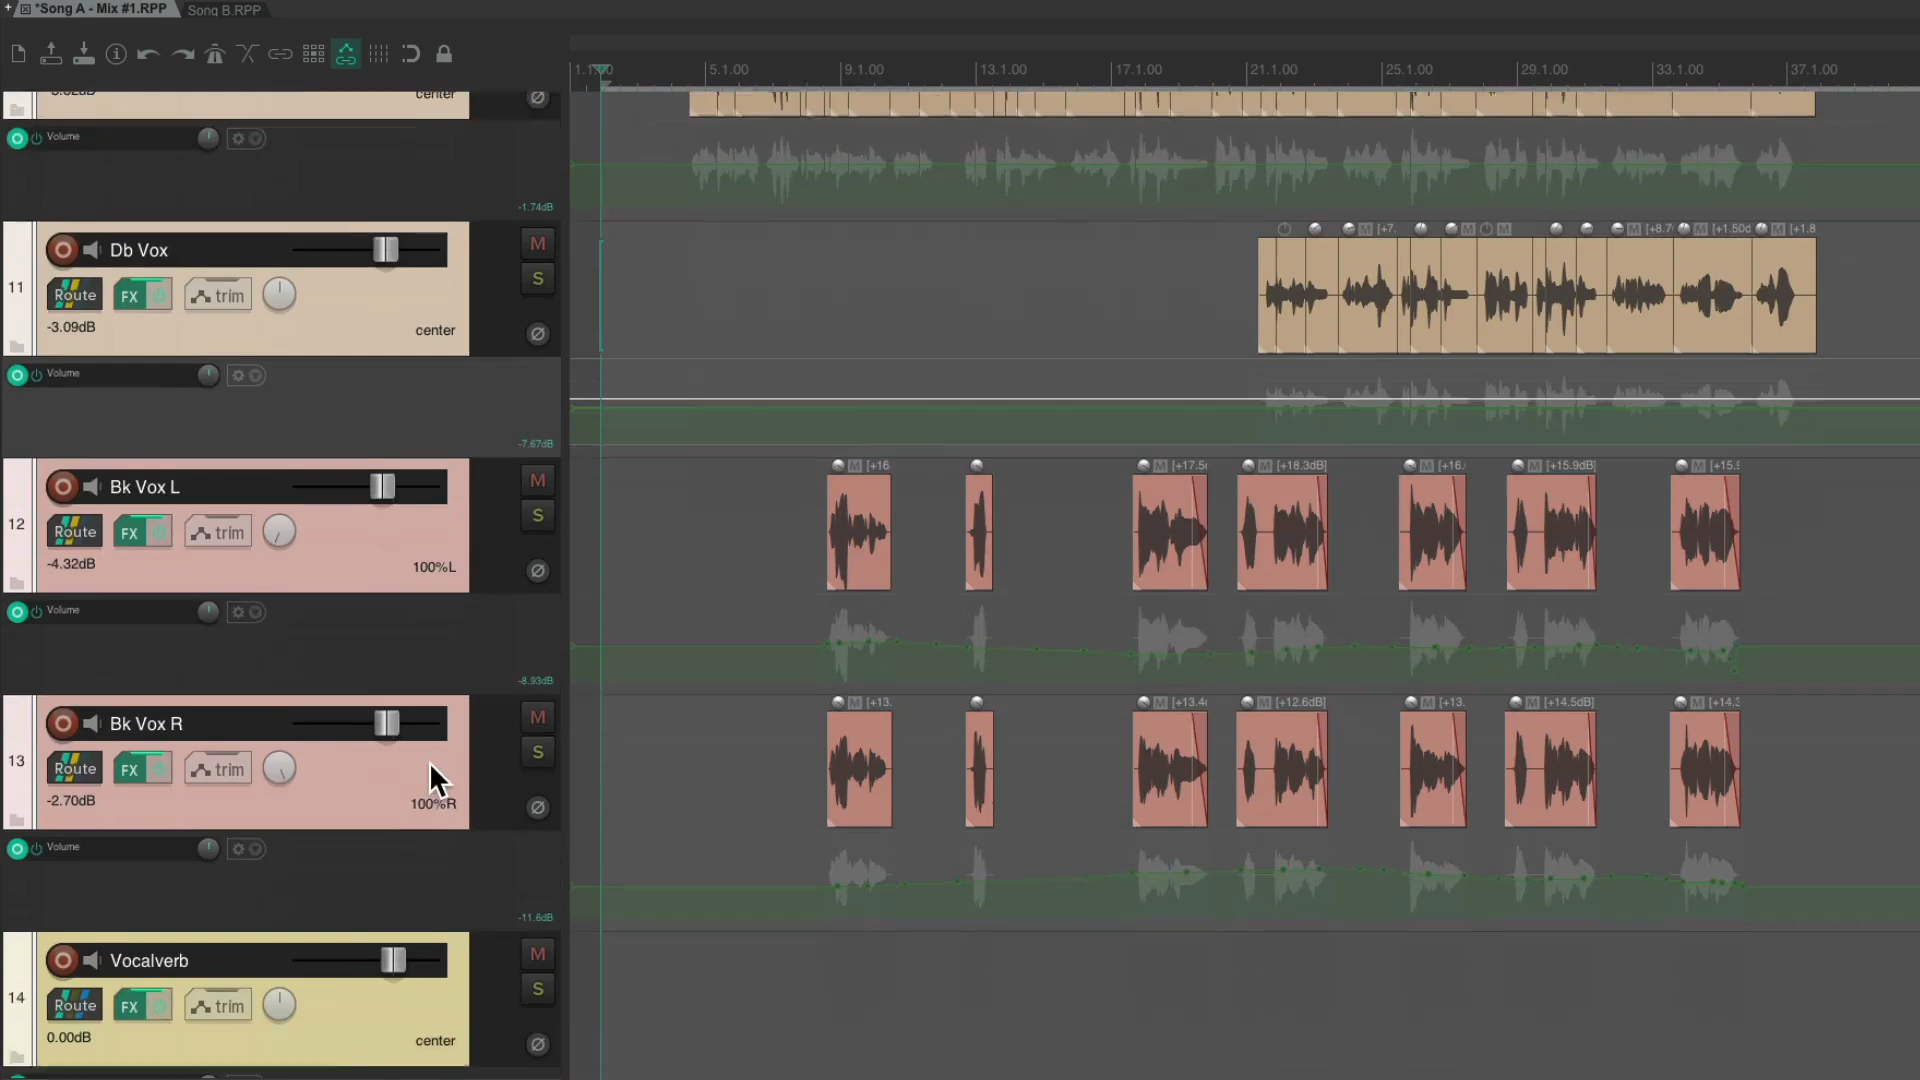 + *Song A - Mix #1.RPP Song B.RPP
5.1.00 9.1.00 13.1.00 17.1.00 21.1.00 25.1.00 29.1.00 33.1.00 37.1.00
center
Volume
-1.74dB
11
Db Vox
M
S
Route FX trim
-3.09dB
center
M [+7. M M M [+8.7 M [+1.50d M [+1.8
Volume
-7.67dB
12
Bk Vox L
M
S
Route FX trim
-4.32dB
100%L
M [+16 M [+17.5 M [+18.3dB] M [+16. M [+15.9dB] M [+15.
Volume
-8.93dB
13
Bk Vox R
M
S
Route FX trim
-2.70dB
100%R
M [+13. M [+13.4 M [+12.6dB] M [+13. M [+14.5dB] M [+14.
Volume
-11.6dB
14
Vocalverb
M
S
Route FX trim
0.00dB
center